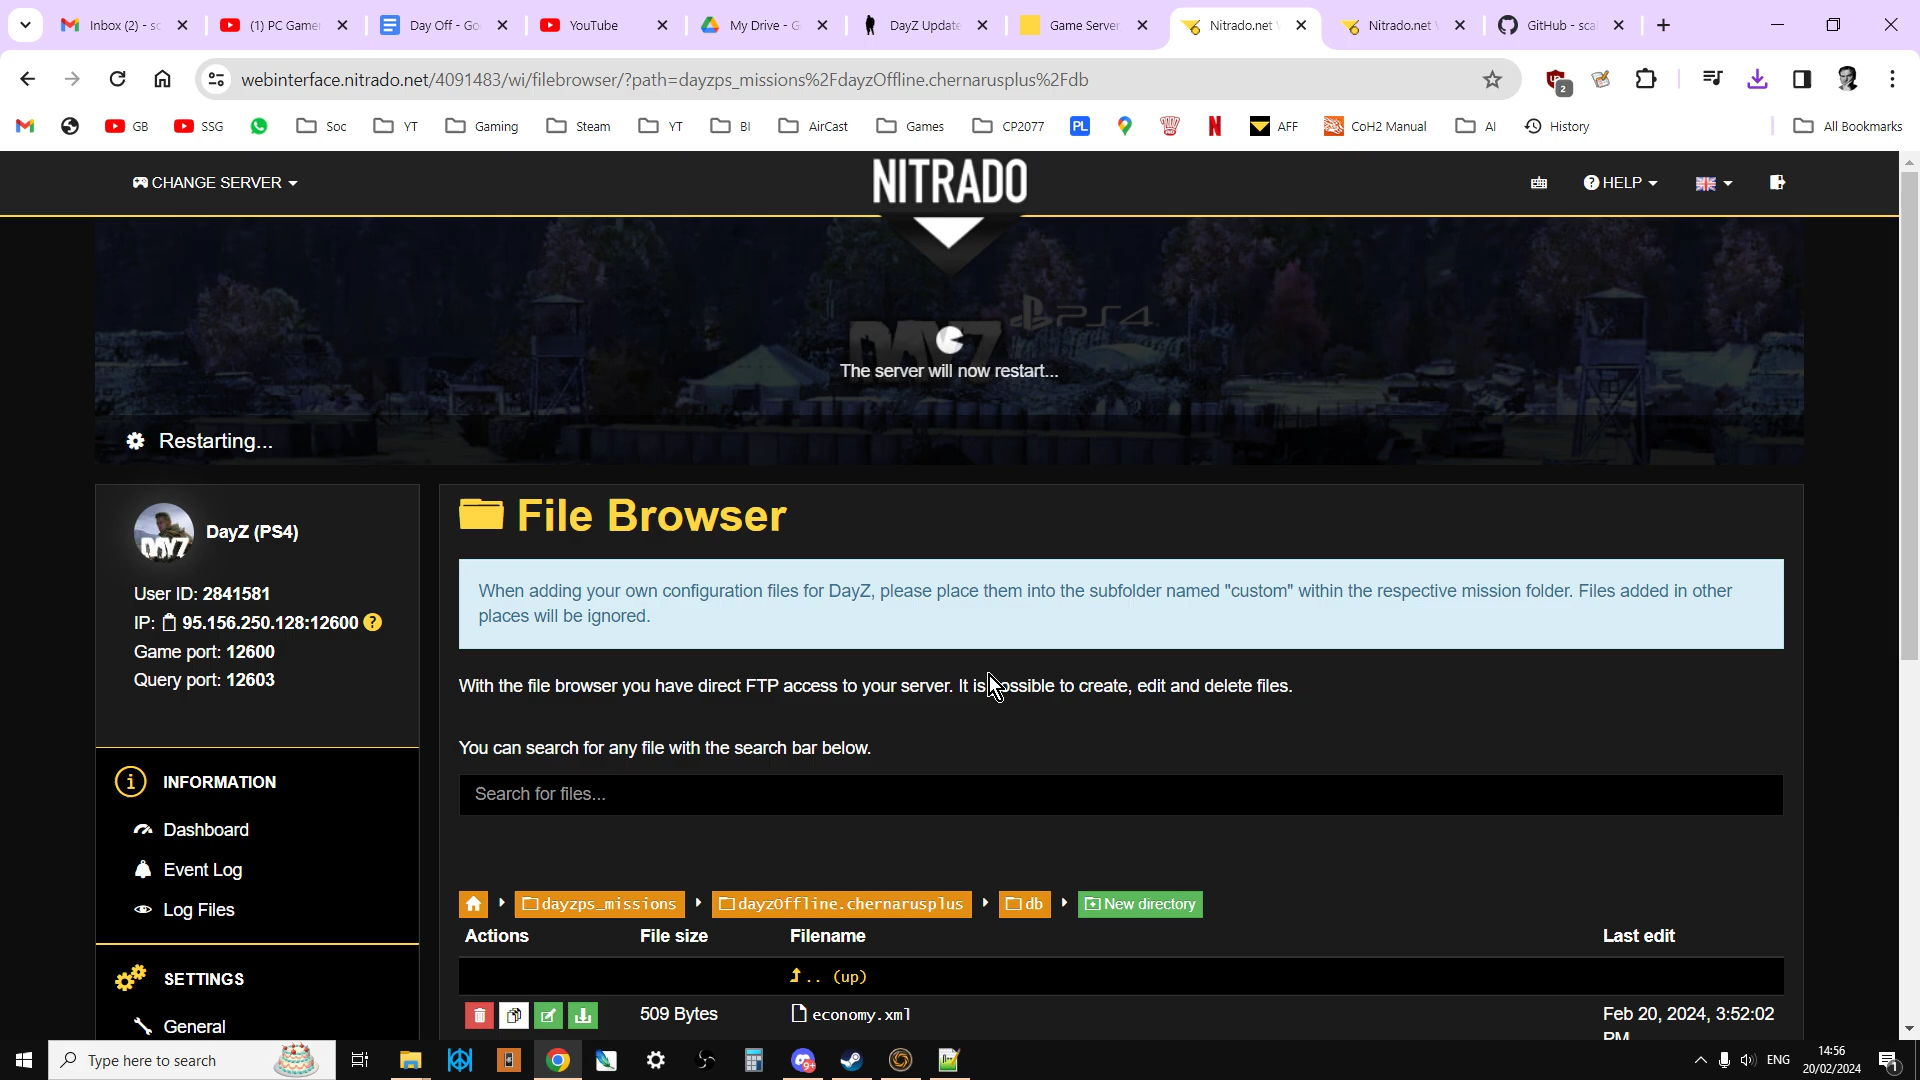 Inbox (2) - sc
(1) PC Game
Day Off - Go
YouTube
My Drive - G
DayZ Update
Game Server
Nitrado.net
Nitrado.net
GitHub - sca
webinterface.nitrado.net/4091483/wi/filebrowser/?path=dayzps_missions%2FdayzOffline.chernarusplus%2Fdb
2
GB
SSG
Soc
YT
Gaming
Steam
YT
BI
AirCast
Games
CP2077
PL
AFF
CoH2 Manual
AI
History
All Bookmarks
CHANGE SERVER
NITRADO
HELP
DAYZ PS4
The server will now restart...
Restarting...
DAYZ
DayZ (PS4)
User ID: 2841581
IP: 95.156.250.128:12600
Game port: 12600
Query port: 12603
INFORMATION
Dashboard
Event Log
Log Files
SETTINGS
General
File Browser
When adding your own configuration files for DayZ, please place them into the subfolder named "custom" within the respective mission folder. Files added in other
places will be ignored.
With the file browser you have direct FTP access to your server. It is possible to create, edit and delete files.
You can search for any file with the search bar below.
Search for files...
dayzps_missions
dayzOffline.chernarusplus
db
New directory
Actions
File size
Filename
Last edit
.. (up)
509 Bytes
economy.xml
Feb 20, 2024, 3:52:02
PM
Type here to search
9+
ENG
14:56
20/02/2024
1